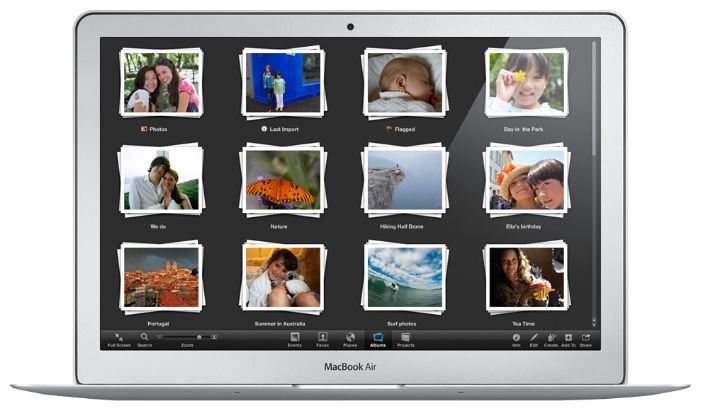 Photos
Last Import
Flagged
Day in the Park
We do
Nature
Hiking Half Dome
Ella's birthday
Portugal
Summer in Australia
Surf photos
Tea Time
Full Screen Search Zoom Events Faces Places Albums Projects Info Edit Create Add To Share
MacBook Air